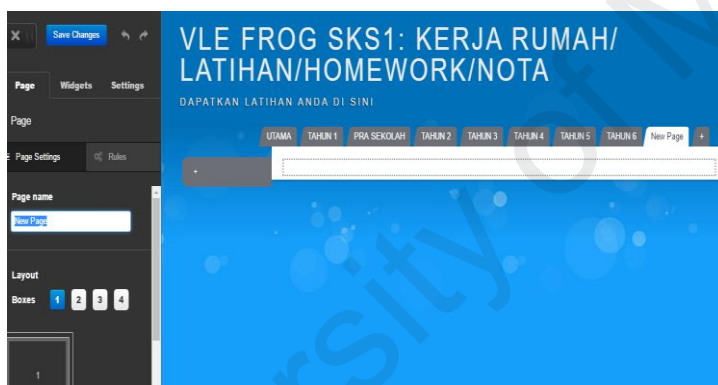 X Save Changes
Page Widgets Settings
Page
Page Settings Rules
Page name
New Page
Layout
Boxes 1 2 3 4
1
VLE FROG SKS1: KERJA RUMAH/
LATIHAN/HOMEWORK/NOTA
DAPATKAN LATIHAN ANDA DI SINI
UTAMA TAHUN 1 PRA SEKOLAH TAHUN 2 TAHUN 3 TAHUN 4 TAHUN 5 TAHUN 6 New Page +
+
ersity of M